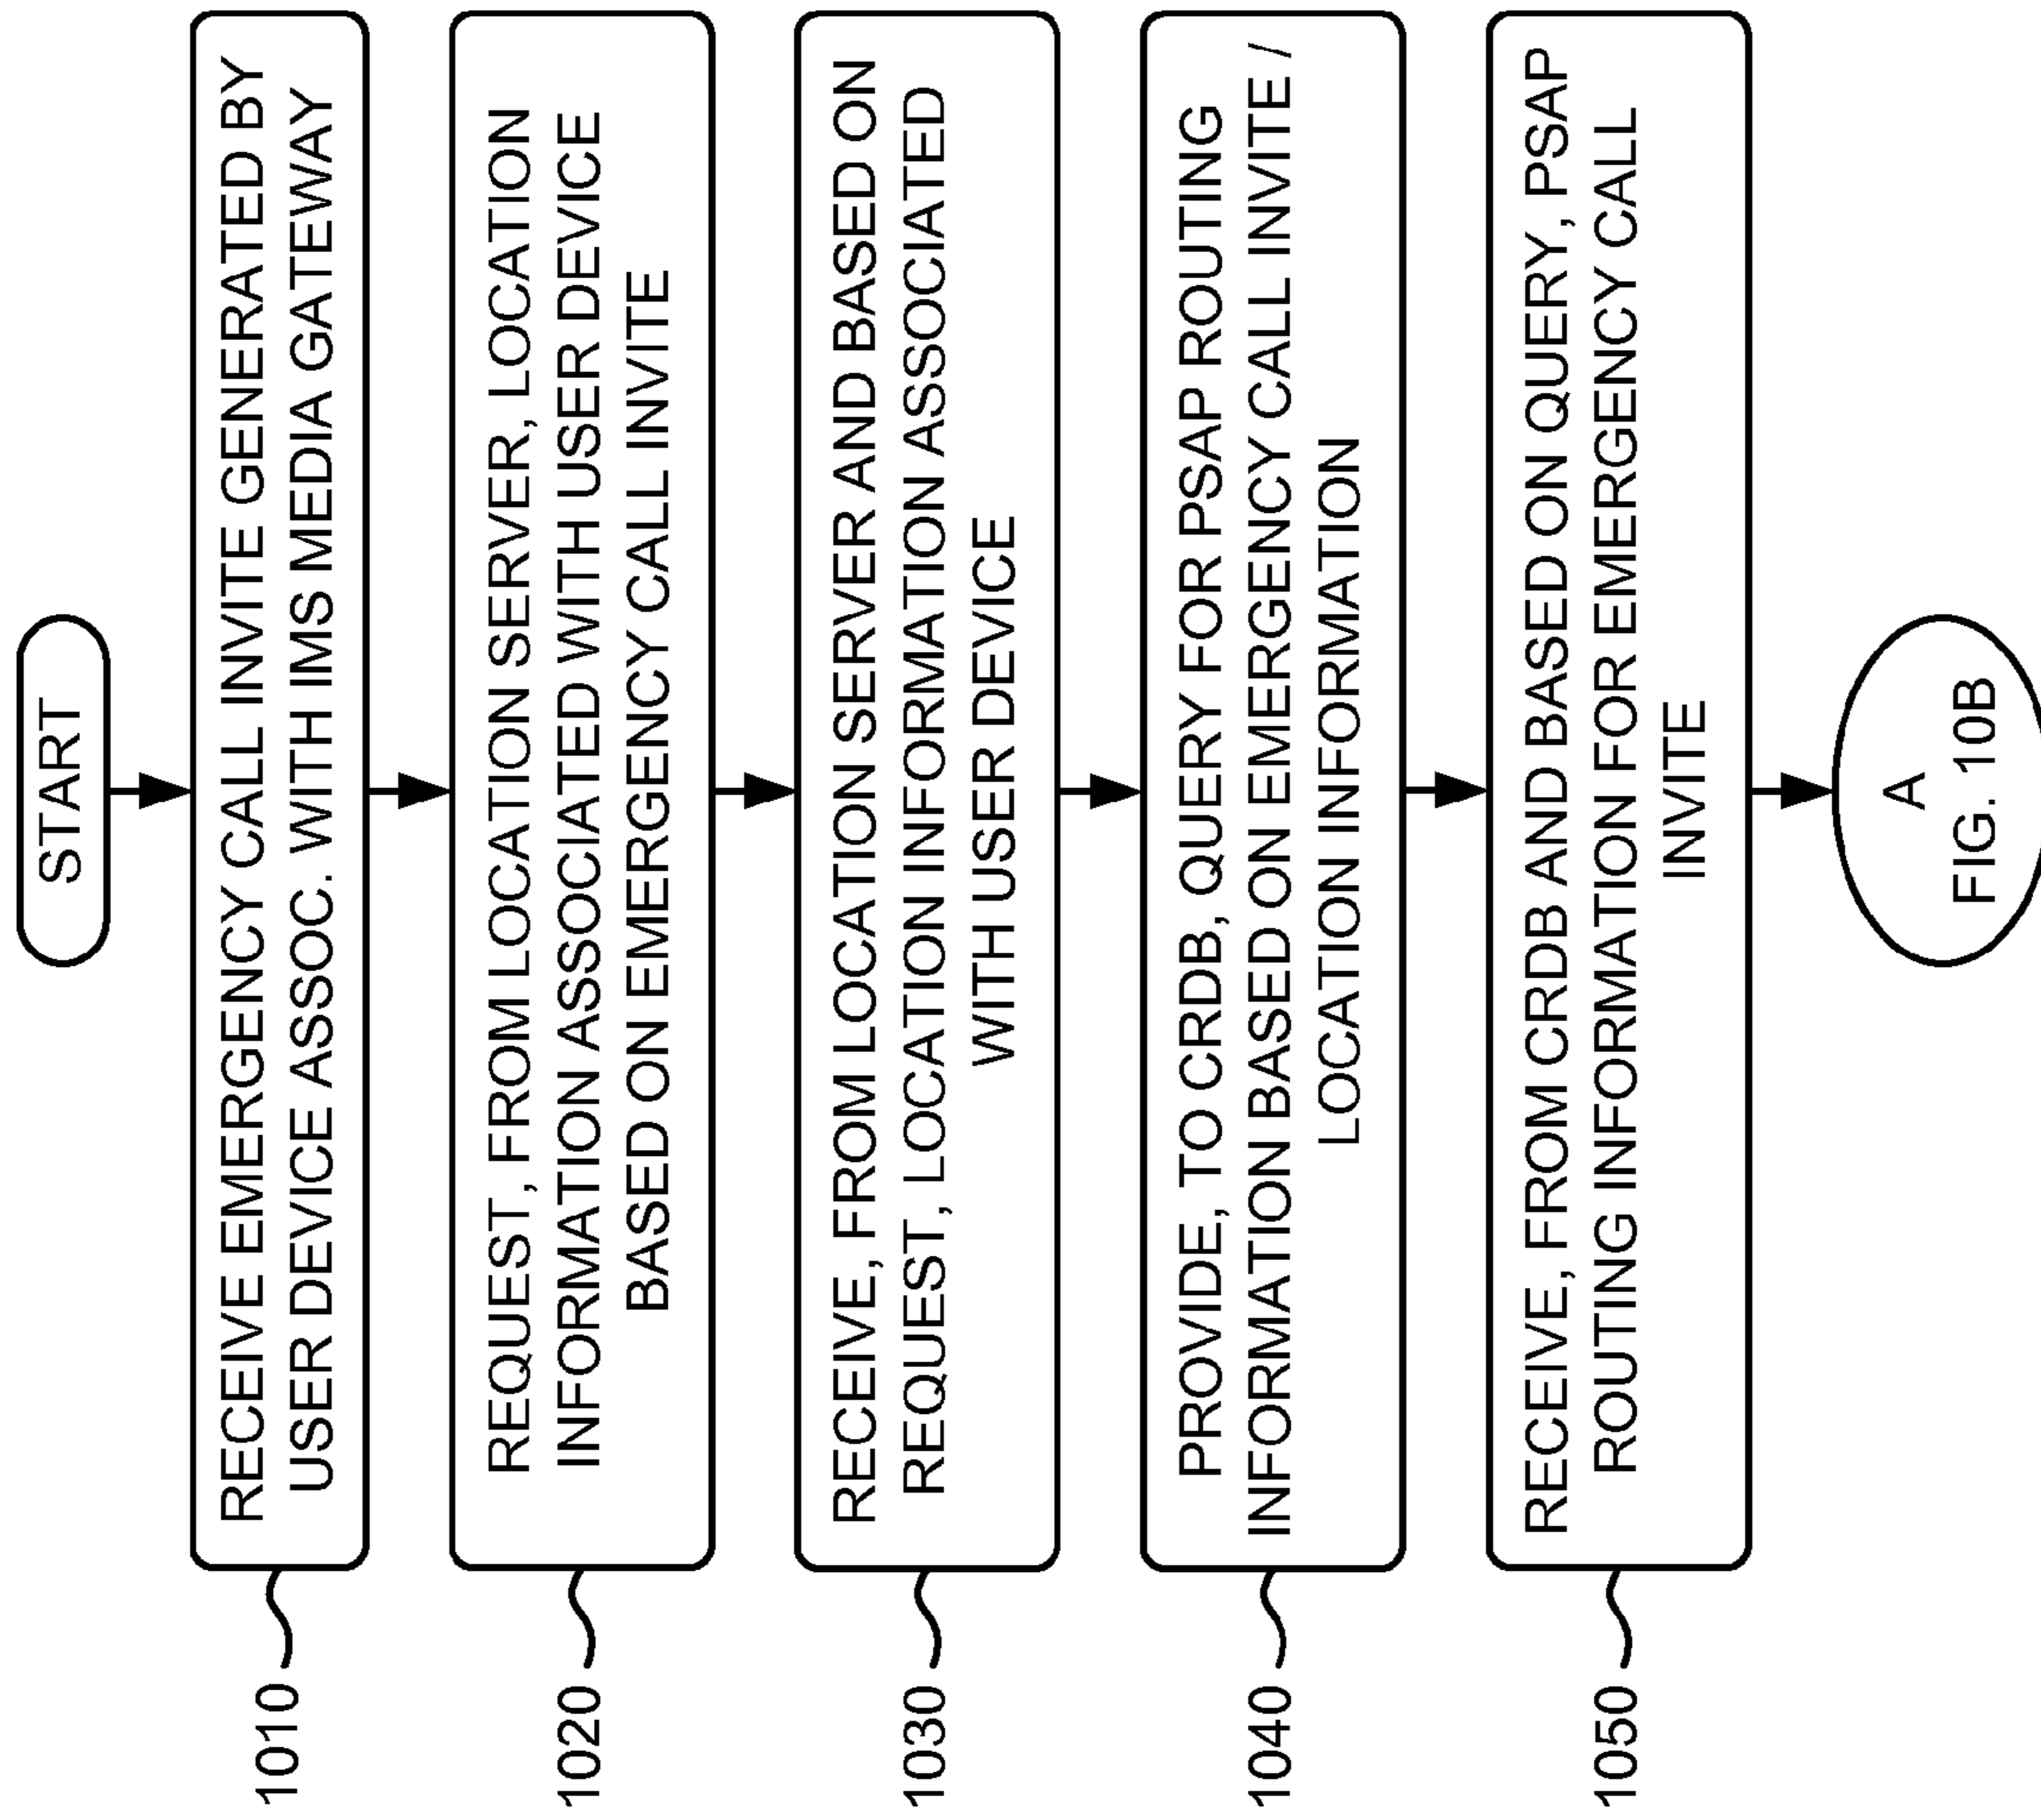 START
RECEIVE EMERGENCY CALL INVITE GENERATED BY
USER DEVICE ASSOC. WITH IMS MEDIA GATEWAY
1010
REQUEST, FROM LOCATION SERVER, LOCATION
INFORMATION ASSOCIATED WITH USER DEVICE
BASED ON EMERGENCY CALL INVITE
1020
RECEIVE, FROM LOCATION SERVER AND BASED ON
REQUEST, LOCATION INFORMATION ASSOCIATED
WITH USER DEVICE
1030
PROVIDE, TO CRDB, QUERY FOR PSAP ROUTING
INFORMATION BASED ON EMERGENCY CALL INVITE /
LOCATION INFORMATION
1040
RECEIVE, FROM CRDB AND BASED ON QUERY, PSAP
ROUTING INFORMATION FOR EMERGENCY CALL
INVITE
1050
A
FIG. 10B